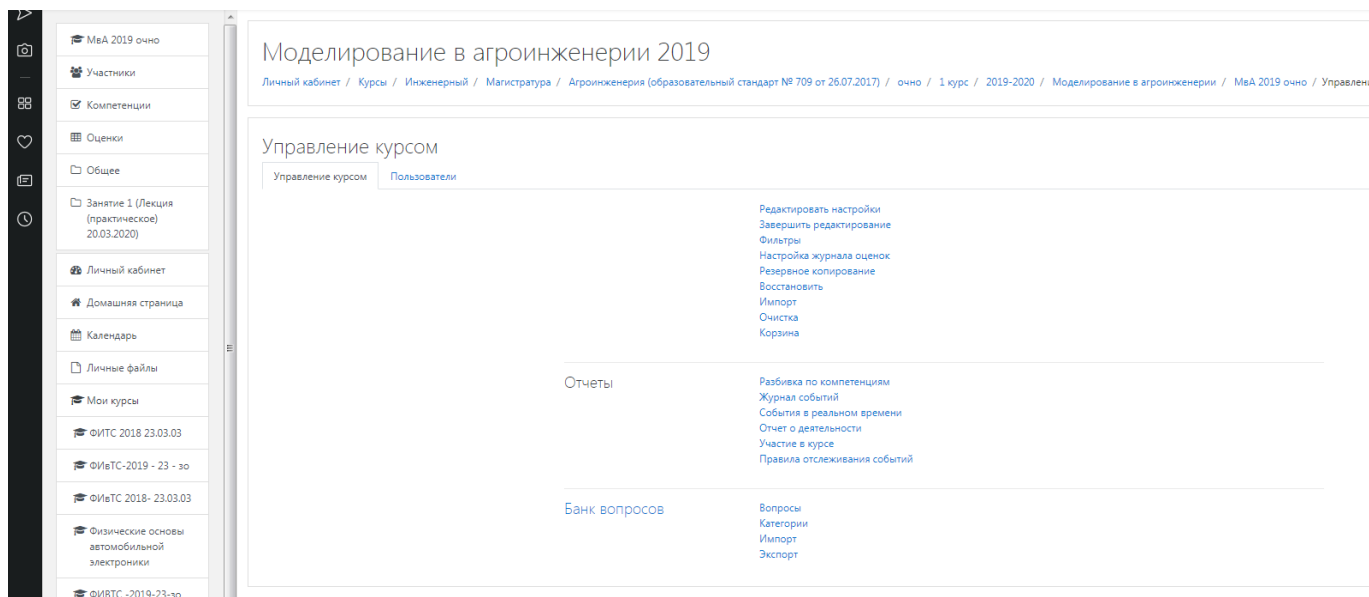 МвА 2019 очно
Участники
Компетенции
Оценки
Общее
Занятие 1 (Лекция
(практическое)
20.03.2020)
Личный кабинет
Домашняя страница
Календарь
Личные файлы
Мои курсы
ФИТС 2018 23.03.03
ФИвТС-2019 - 23 - зо
ФИвТС 2018- 23.03.03
Физические основы
автомобильной
электроники
ФИВТС -2019-23-зо
Моделирование в агроинженерии 2019
Личный кабинет / Курсы / Инженерный / Магистратура / Агроинженерия (образовательный стандарт № 709 от 26.07.2017) / очно / 1 курс / 2019-2020 / Моделирование в агроинженерии / МвА 2019 очно / Управлен
Управление курсом
Управление курсом Пользователи
Редактировать настройки
Завершить редактирование
Фильтры
Настройка журнала оценок
Резервное копирование
Восстановить
Импорт
Очистка
Корзина
Отчеты
Разбивка по компетенциям
Журнал событий
События в реальном времени
Отчет о деятельности
Участие в курсе
Правила отслеживания событий
Банк вопросов
Вопросы
Категории
Импорт
Экспорт